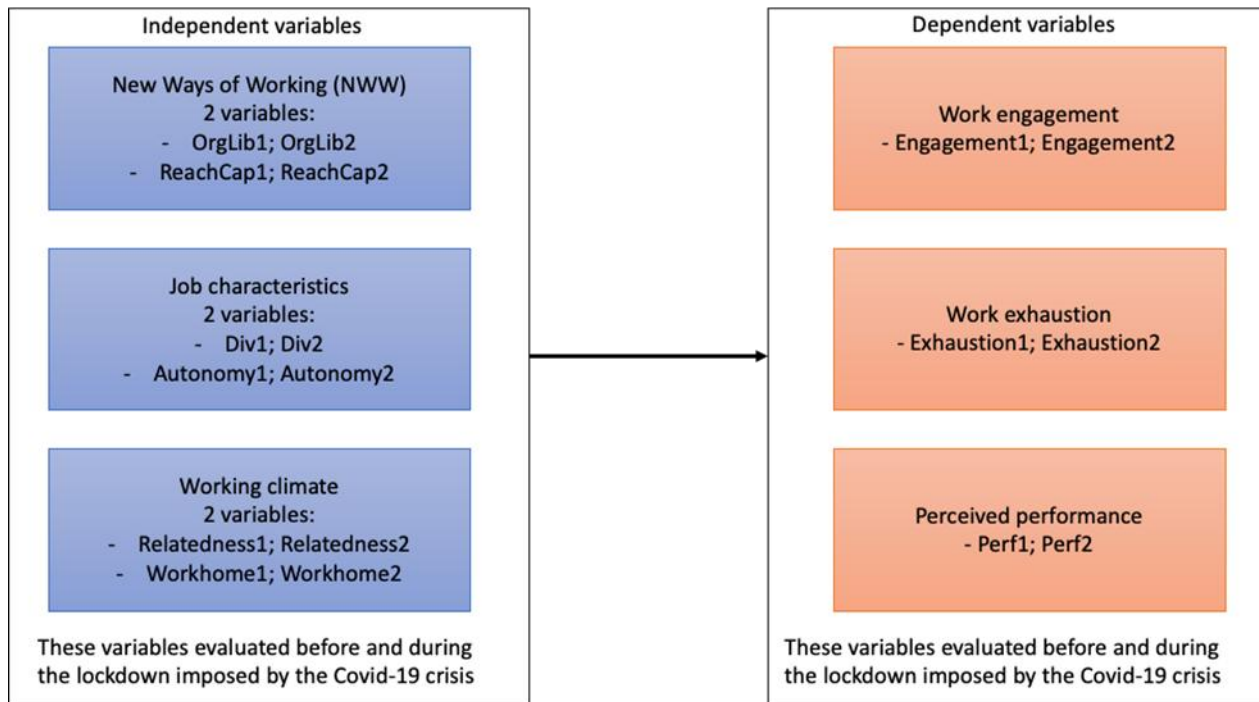 Independent variables
New Ways of Working (NWW)
2 variables:
- OrgLib1; OrgLib2
- ReachCap1; ReachCap2
Job characteristics
2 variables:
- Div1; Div2
- Autonomy1; Autonomy2
Working climate
2 variables:
- Relatedness1; Relatedness2
- Workhome1; Workhome2
These variables evaluated before and during
the lockdown imposed by the Covid-19 crisis
Dependent variables
Work engagement
- Engagement1; Engagement2
Work exhaustion
- Exhaustion1; Exhaustion2
Perceived performance
- Perf1; Perf2
These variables evaluated before and during
the lockdown imposed by the Covid-19 crisis